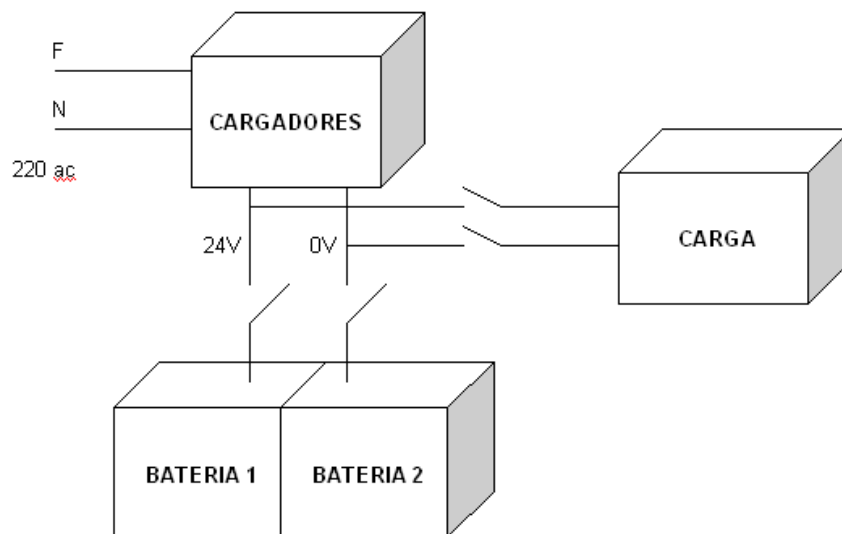 F
N
CARGADORES
220 ac
24V
0V
CARGA
BATERIA 1
BATERIA 2